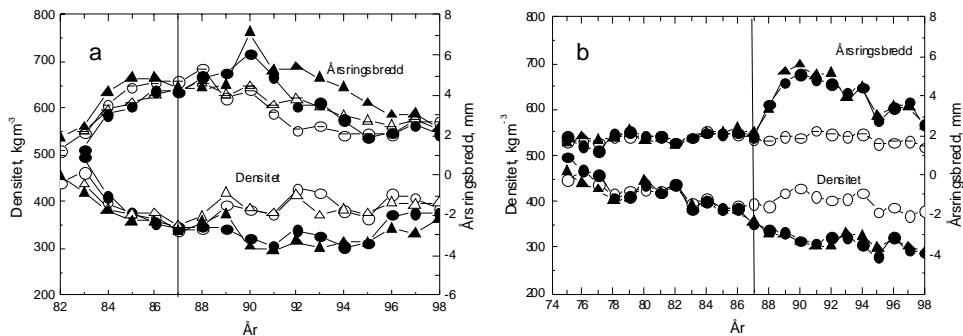 800
700
600
500
400
300
200
Densitet, kgm-3
a
Årsringsbredd
Densitet
8
6
4
2
0
-2
-4
-6
Årsringsbredd, mm
82 84 86 88 90 92 94 96 98
År
800
700
600
500
400
300
200
Densitet, kgm-3
b
Årsringsbredd
Densitet
8
6
4
2
0
-2
-4
Årsringsbredd, mm
74 76 78 80 82 84 86 88 90 92 94 96 98
År